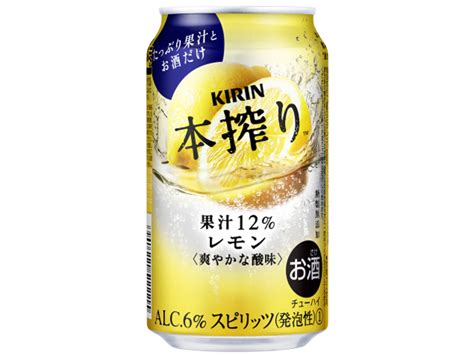 たっぷり果汁と
お酒だけ
KIRIN
本搾り™
果汁12%
レモン
〈爽やかな酸味〉
お酒
チューハイ
ALC.6% スピリッツ(発泡性)①